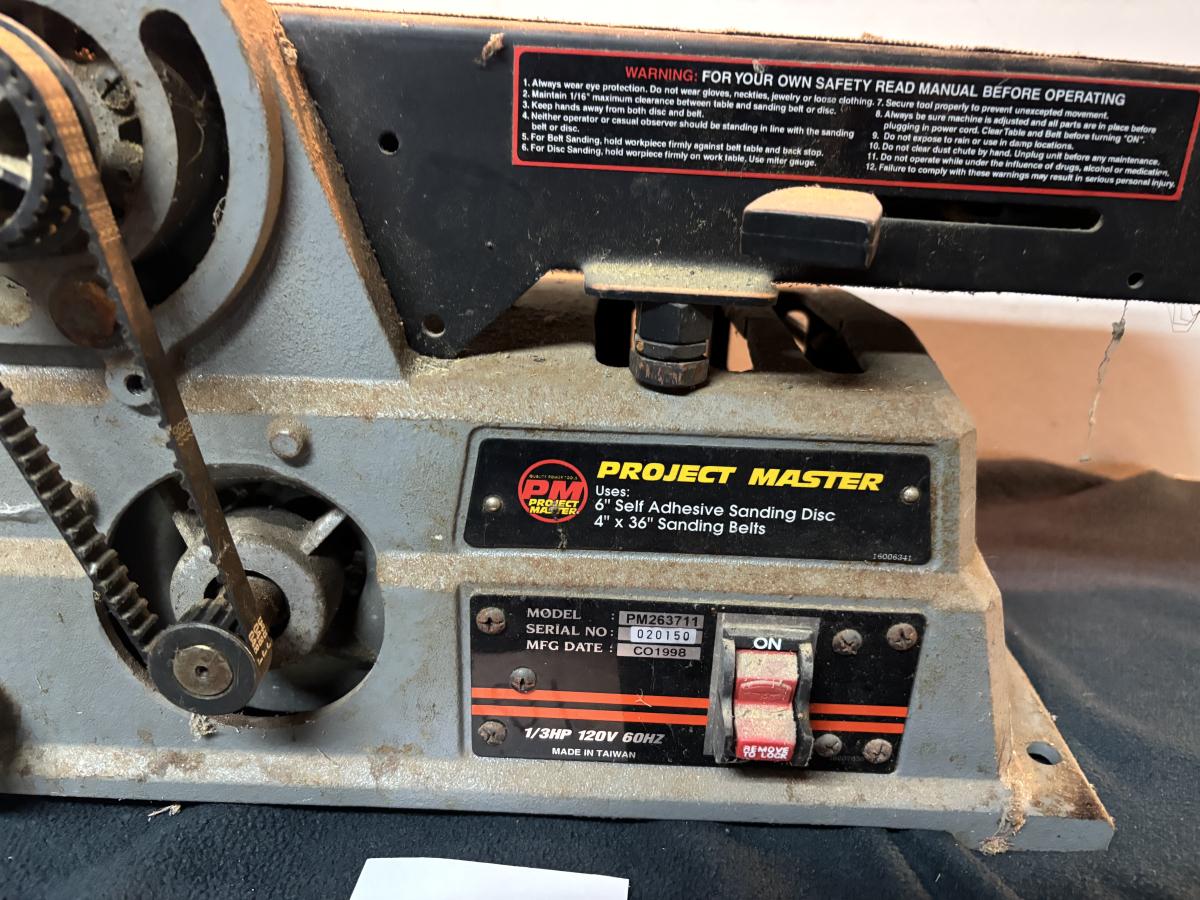 WARNING: FOR YOUR OWN SAFETY READ MANUAL BEFORE OPERATING
1. Always wear eye protection. Do not wear gloves, neckties, jewelry or loose clothing.
2. Maintain 1/16" maximum clearance between table and sanding belt or disc.
3. Keep hands away from both disc and belt.
4. Neither operator or casual observer should be standing in line with the sanding
belt or disc.
5. For Belt Sanding, hold workpiece firmly against belt table and back stop.
6. For Disc Sanding, hold worpiece firmly on work table. Use miter gauge.
7. Secure tool properly to prevent unexcepted movement.
8. Always be sure machine is adjusted and all parts are in place before
plugging in power cord. Clear Table and Belt before turning "ON".
9. Do not expose to rain or use in damp locations.
10. Do not clear dust chute by hand. Unplug unit before any maintenance.
11. Do not operate while under the influence of drugs, alcohol or medication.
12. Failure to comply with these warnings may result in serious personal injury.
QUALITY POWER TOOLS
PM
PROJECT
MASTER
PROJECT MASTER
Uses:
6" Self Adhesive Sanding Disc
4" x 36" Sanding Belts
16006341
MODEL : PM263711
SERIAL NO : 020150
MFG DATE : CO1998
ON
REMOVE
TO LOCK
1/3HP 120V 60HZ
MADE IN TAIWAN